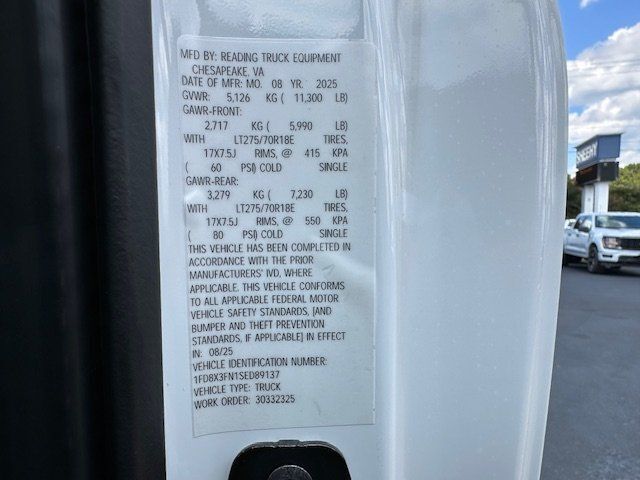 MFD BY: READING TRUCK EQUIPMENT
CHESAPEAKE, VA
DATE OF MFR: MO. 08 YR. 2025
GVWR: 5,126 KG ( 11,300 LB)
GAWR-FRONT:
2,717 KG ( 5,990 LB)
WITH LT275/70R18E TIRES,
17X7.5J RIMS, @ 415 KPA
( 60 PSI) COLD SINGLE
GAWR-REAR:
3,279 KG ( 7,230 LB)
WITH LT275/70R18E TIRES,
17X7.5J RIMS, @ 550 KPA
( 80 PSI) COLD SINGLE
THIS VEHICLE HAS BEEN COMPLETED IN
ACCORDANCE WITH THE PRIOR
MANUFACTURERS' IVD, WHERE
APPLICABLE. THIS VEHICLE CONFORMS
TO ALL APPLICABLE FEDERAL MOTOR
VEHICLE SAFETY STANDARDS, [AND
BUMPER AND THEFT PREVENTION
STANDARDS, IF APPLICABLE] IN EFFECT
IN: 08/25
VEHICLE IDENTIFICATION NUMBER:
1FD8X3FN1SED89137
VEHICLE TYPE: TRUCK
WORK ORDER: 30332325
SHEEHY